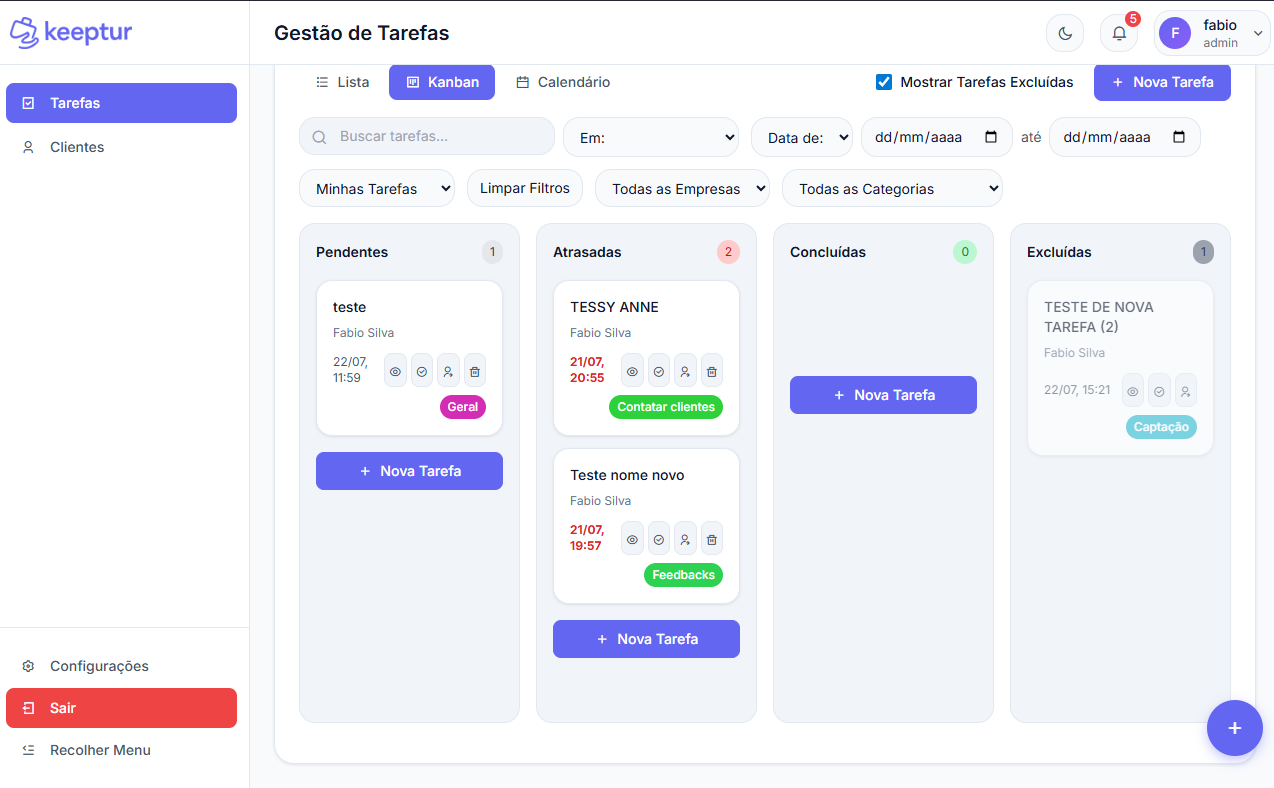 keeptur
Gestão de Tarefas
5
F
fabio
admin
Tarefas
Clientes
Lista
Kanban
Calendário
Mostrar Tarefas Excluídas
+ Nova Tarefa
Buscar tarefas...
Em:
Data de:
dd/mm/aaaa
até
dd/mm/aaaa
Minhas Tarefas
Limpar Filtros
Todas as Empresas
Todas as Categorias
Pendentes
1
teste
Fabio Silva
22/07,
11:59
Geral
+ Nova Tarefa
Atrasadas
2
TESSY ANNE
Fabio Silva
21/07,
20:55
Contatar clientes
Teste nome novo
Fabio Silva
21/07,
19:57
Feedbacks
+ Nova Tarefa
Concluídas
0
+ Nova Tarefa
Excluídas
1
TESTE DE NOVA
TAREFA (2)
Fabio Silva
22/07, 15:21
Captação
Configurações
Sair
Recolher Menu
+